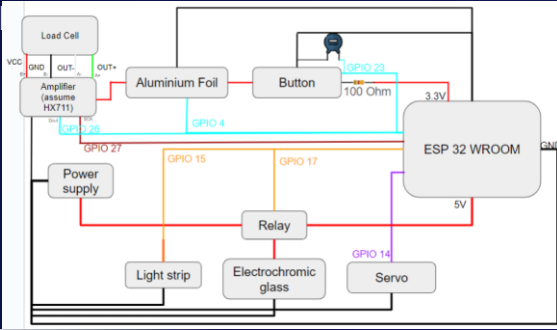 Load Cell
VCC
GND
OUT-
OUT+
E+
E-
A-
A+
Amplifier
(assume
HX711)
Aluminium Foil
Button
GPIO 23
100 Ohm
3.3V
GPIO 26
GPIO 4
GPIO 27
ESP 32 WROOM
GND
GPIO 15
GPIO 17
Power
supply
5V
Relay
GPIO 14
Light strip
Electrochromic
glass
Servo